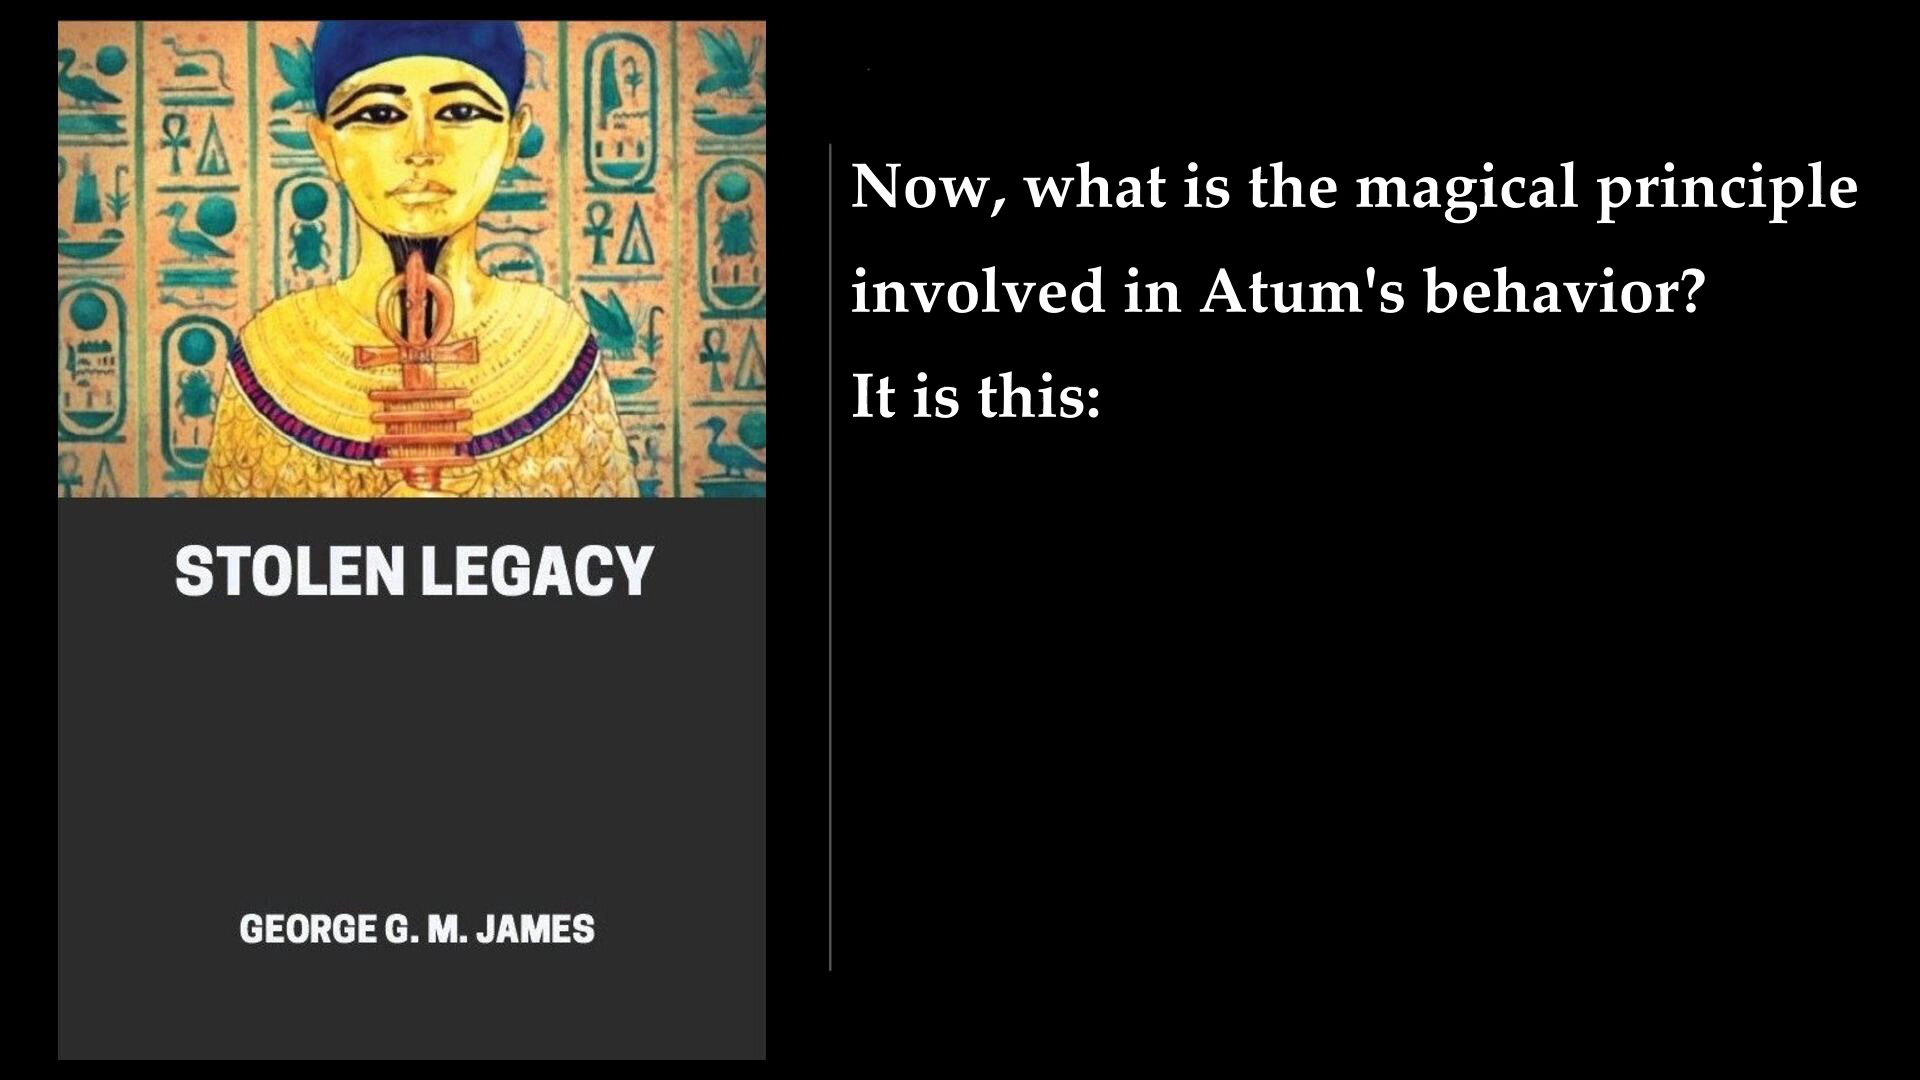 STOLEN LEGACY
GEORGE G. M. JAMES
Now, what is the magical principle
involved in Atum's behavior?
It is this: